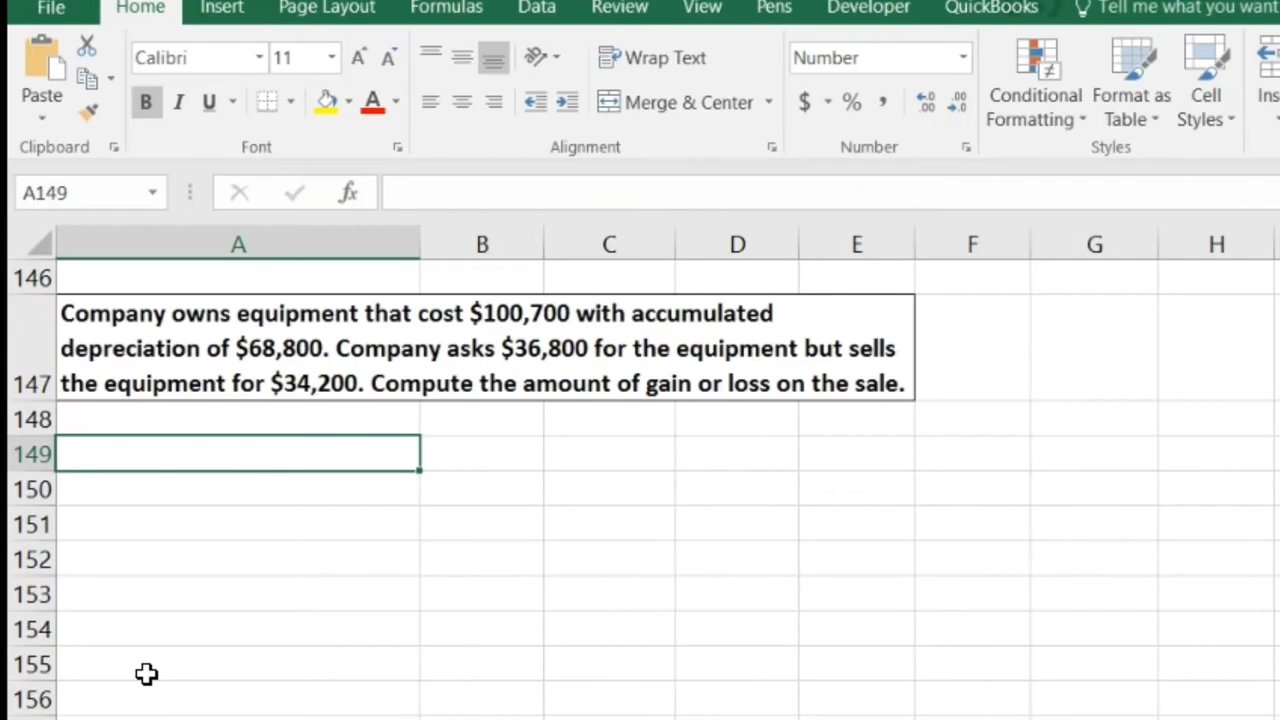 File Home Insert Page Layout Formulas Data Review View Pens Developer QuickBooks Tell me what you want
Calibri 11 Wrap Text Number
Paste B I U Merge & Center $ % , .00 Conditional Formatting Format as Table Cell Styles Ins
Clipboard Font Alignment Number Styles
A149 fx
A B C D E F G H
146
Company owns equipment that cost $100,700 with accumulated
depreciation of $68,800. Company asks $36,800 for the equipment but sells
147 the equipment for $34,200. Compute the amount of gain or loss on the sale.
148
149
150
151
152
153
154
155
156